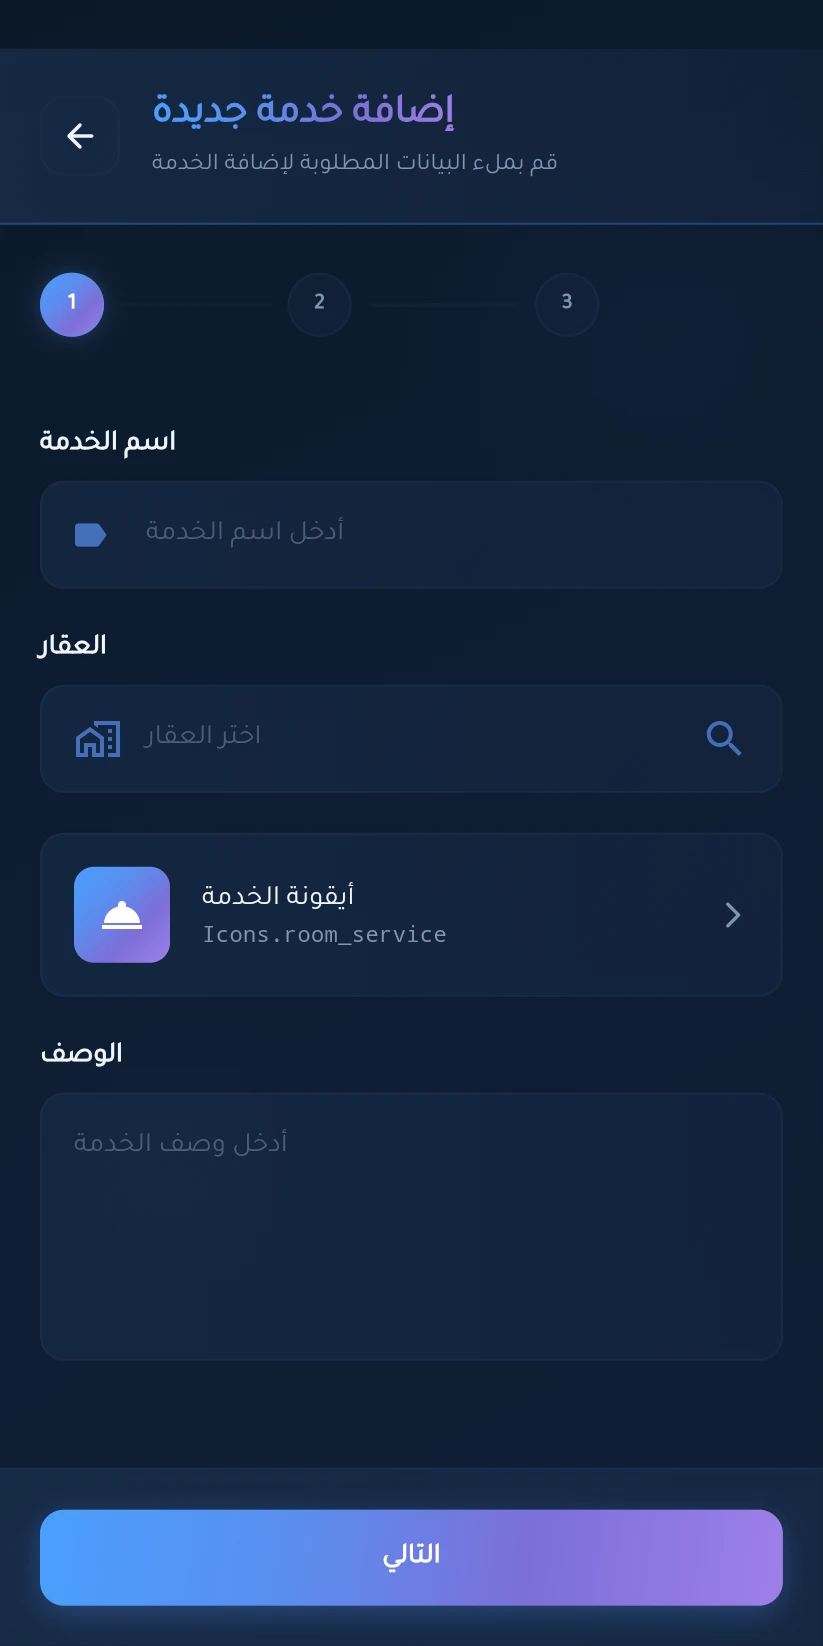 إضافة خدمة جديدة
قم بملء البيانات المطلوبة لإضافة الخدمة
1 2 3
اسم الخدمة
أدخل اسم الخدمة
العقار
اختر العقار
أيقونة الخدمة
Icons.room_service
الوصف
أدخل وصف الخدمة
التالي